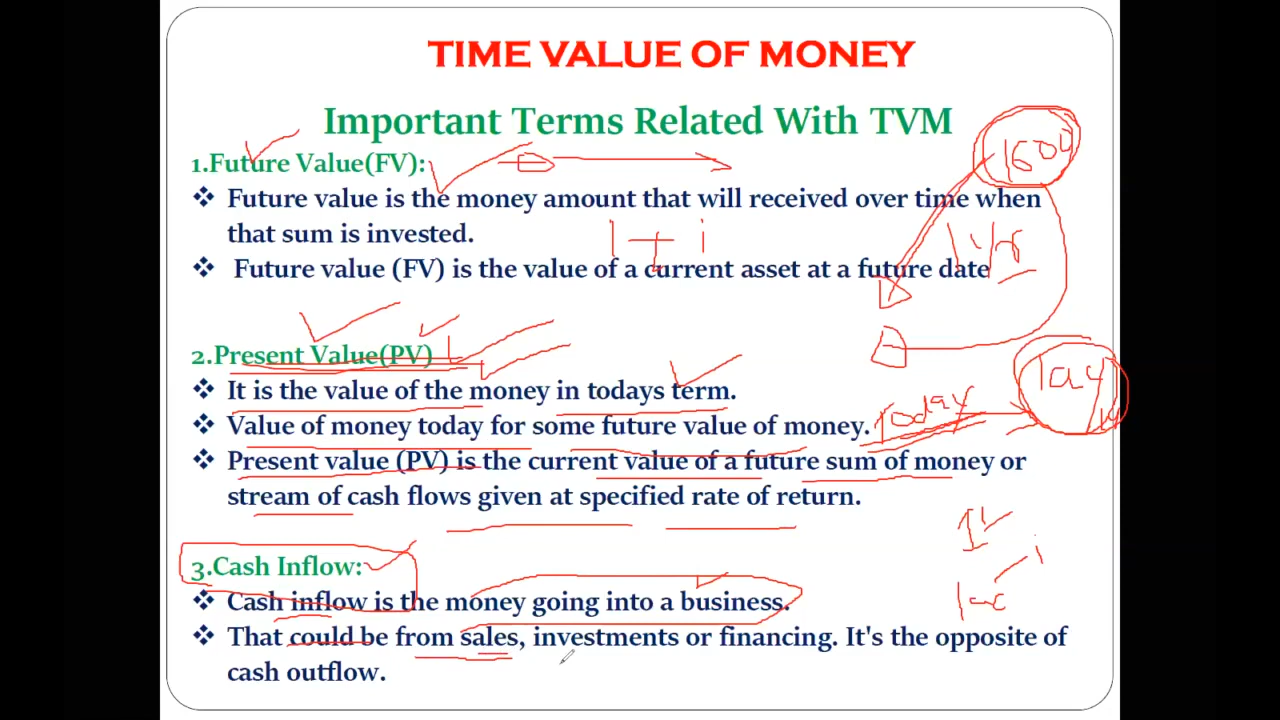 TIME VALUE OF MONEY
Important Terms Related With TVM
1.Future Value(FV):
❖ Future value is the money amount that will received over time when
that sum is invested.
1 + i
❖ Future value (FV) is the value of a current asset at a future date
2.Present Value(PV)
❖ It is the value of the money in todays term.
❖ Value of money today for some future value of money.
Today
❖ Present value (PV) is the current value of a future sum of money or
stream of cash flows given at specified rate of return.
3.Cash Inflow:
❖ Cash inflow is the money going into a business.
❖ That could be from sales, investments or financing. It's the opposite of
cash outflow.